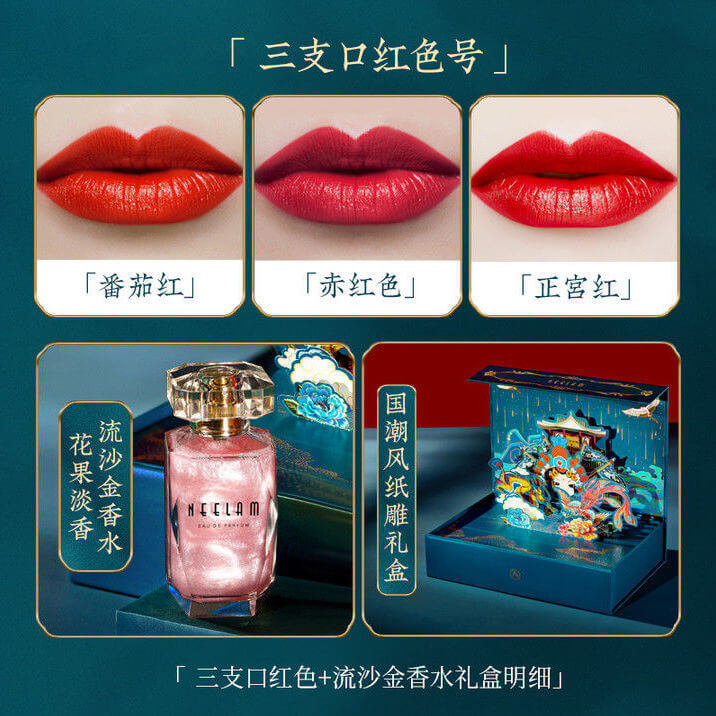 「 三支口红色号 」
「番茄红」
「赤红色」
「正宫红」
流沙金香水
花果淡香
NEELAM
EAU DE PARFUM
国潮风纸雕礼盒
NEELAM
「 三支口红色+流沙金香水礼盒明细」